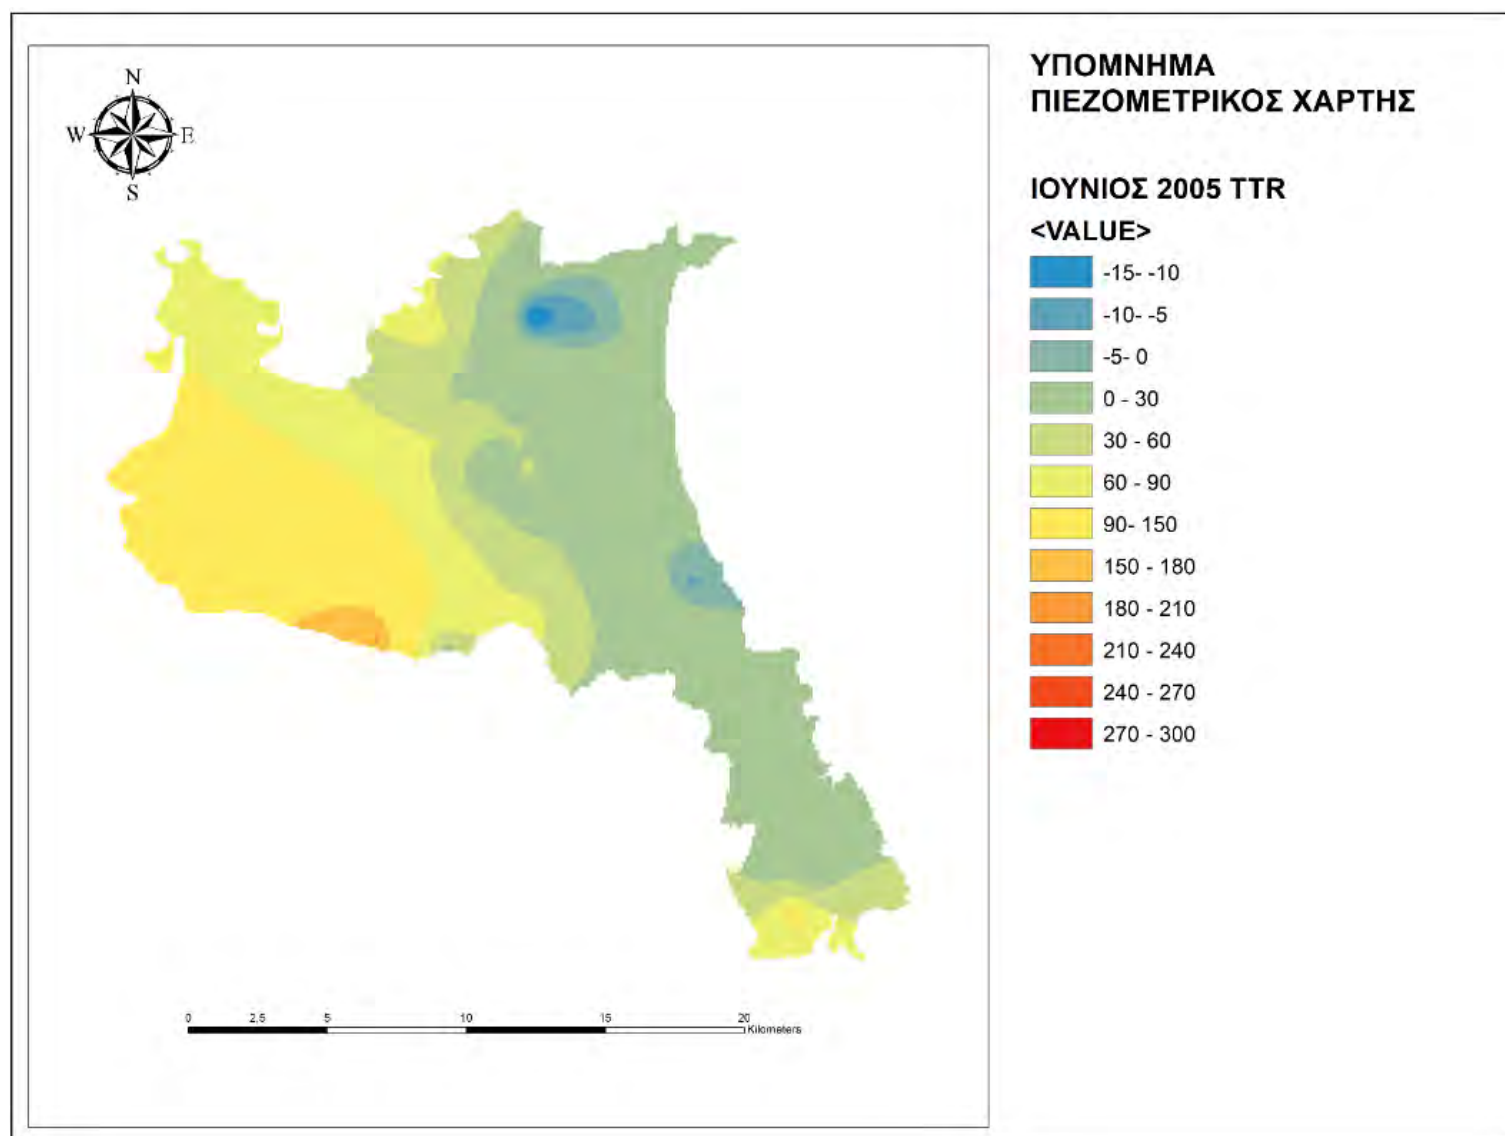 N
W E
S
ΥΠΟΜΝΗΜΑ
ΠΙΕΖΟΜΕΤΡΙΚΟΣ ΧΑΡΤΗΣ
ΙΟΥΝΙΟΣ 2005 TTR
<VALUE>
-15- -10
-10- -5
-5- 0
0 - 30
30 - 60
60 - 90
90- 150
150 - 180
180 - 210
210 - 240
240 - 270
270 - 300
0 2,5 5 10 15 20
Kilometers